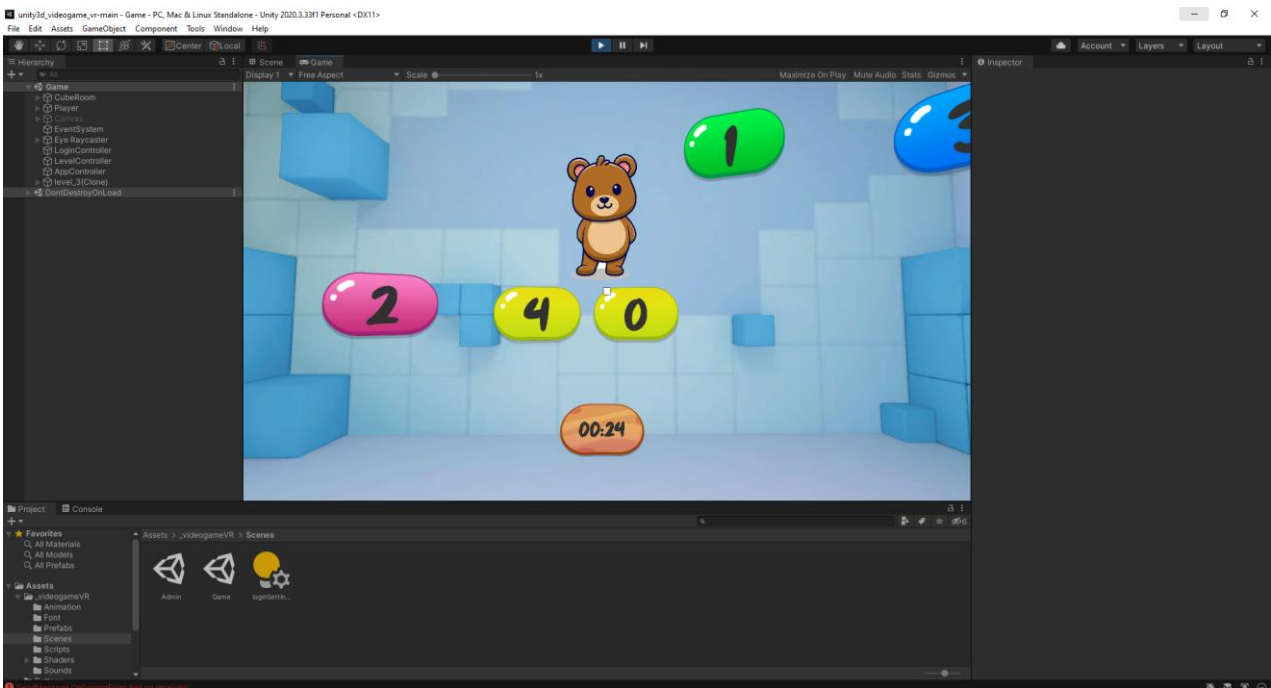 unity3d_videogame_vr-main - Game - PC, Mac & Linux Standalone - Unity 2020.3.33f1 Personal <DX11>
File Edit Assets GameObject Component Tools Window Help
Center Local
Account Layers Layout
Hierarchy Scene Game Inspector
All Display 1 Free Aspect Scale 1x Maximize On Play Mute Audio Stats Gizmos
Game
CubeRoom
Player
Canvas
EventSystem
Eye Raycaster
LoginController
LevelController
AppController
level_3(Clone)
DontDestroyOnLoad
1
3
2 4 0
00:24
Project Console
6
Favorites
All Materials
All Models
All Prefabs
Assets > _videogameVR > Scenes
Admin Game loginSettin...
Assets
_videogameVR
Animation
Font
Prefabs
Scenes
Scripts
Shaders
Sounds